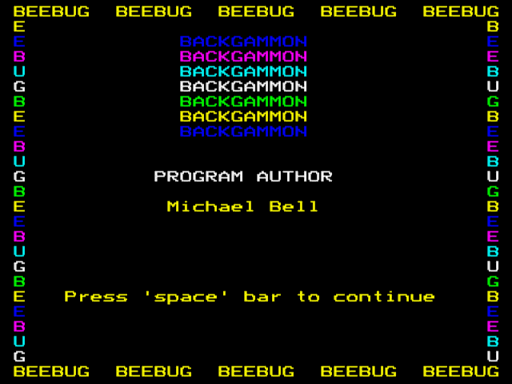 BEEBUG BEEBUG BEEBUG BEEBUG BEEBUG
E B
E BACKGAMMON E
B BACKGAMMON E
U BACKGAMMON B
G BACKGAMMON U
B BACKGAMMON G
E BACKGAMMON B
E BACKGAMMON E
B E
U B
G PROGRAM AUTHOR U
B G
E Michael Bell B
E E
B E
U B
G U
B G
E Press 'space' bar to continue B
E E
B E
U B
G U
BEEBUG BEEBUG BEEBUG BEEBUG BEEBUG